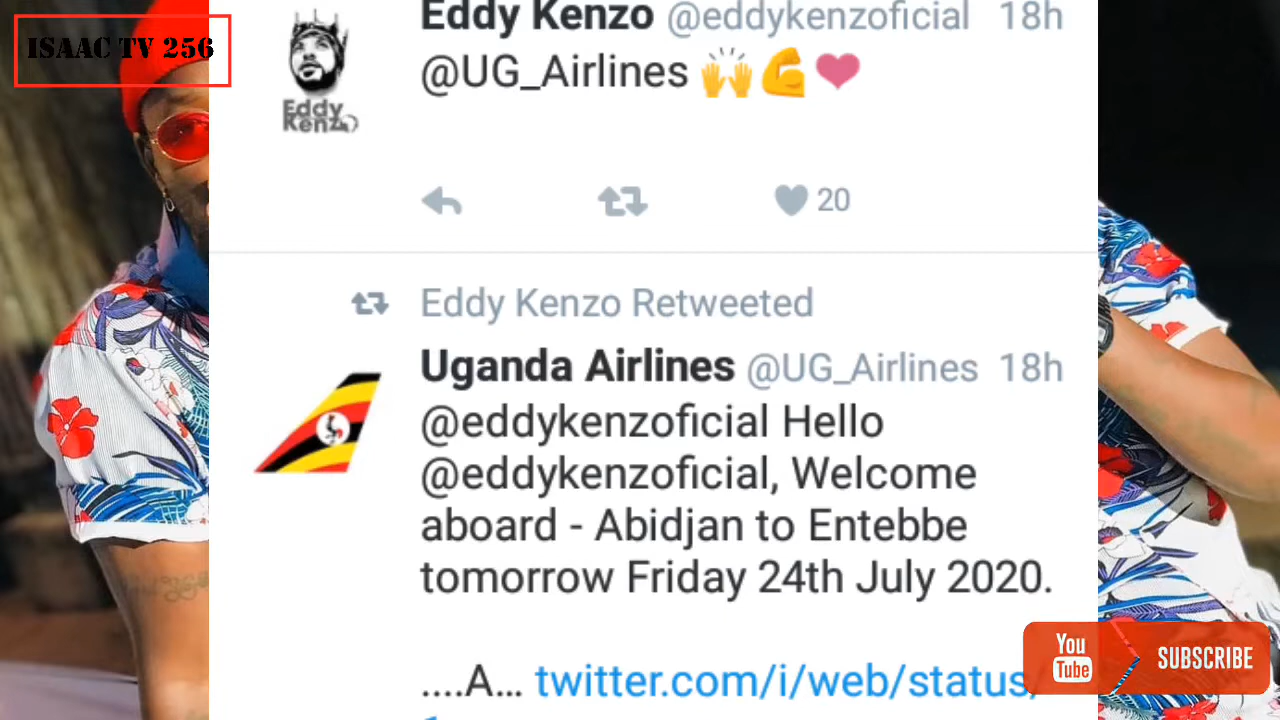 ISAAC TV 256
Eddy Kenzo @eddykenzoficial 18h
@UG_Airlines 🙌💪❤
Eddy
Kenzo
20
Eddy Kenzo Retweeted
Uganda Airlines @UG_Airlines 18h
@eddykenzoficial Hello
@eddykenzoficial, Welcome
aboard - Abidjan to Entebbe
tomorrow Friday 24th July 2020.
....A... twitter.com/i/web/status/
You
Tube
SUBSCRIBE